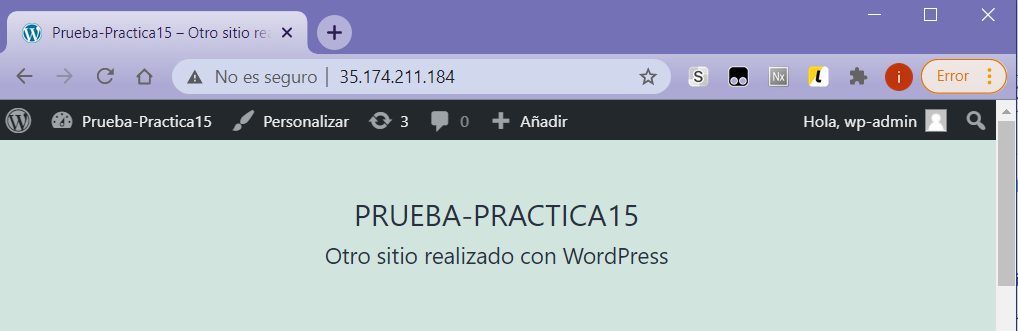 Prueba-Practica15 – Otro sitio rea
No es seguro | 35.174.211.184
S
Nx
i
Error
Prueba-Practica15 Personalizar 3 0 Añadir Hola, wp-admin
PRUEBA-PRACTICA15
Otro sitio realizado con WordPress